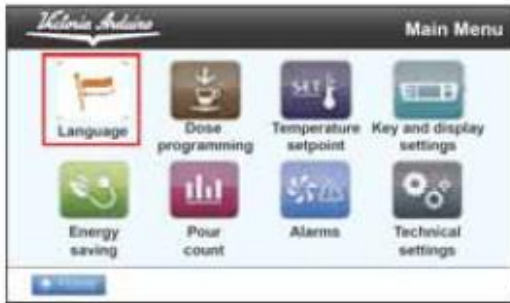 Victoria Arduino
Main Menu
Language
Dose
programming
Temperature
setpoint
Key and display
settings
Energy
saving
Pour
count
Alarms
Technical
settings